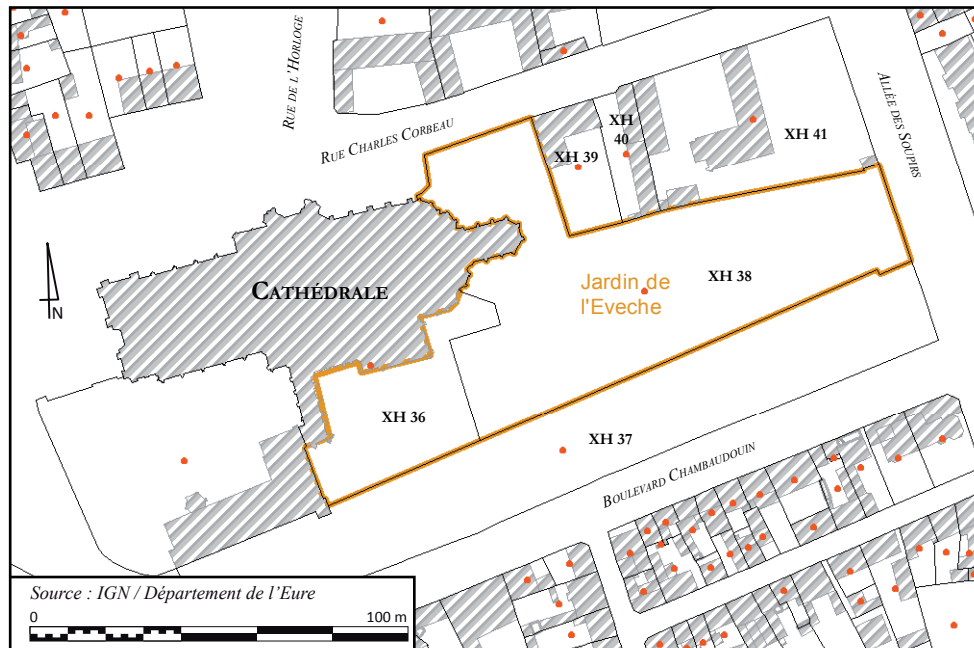 RUE DE L'HORLOGE
RUE CHARLES CORBEAU
ALLÉE DES SOUPIRS
XH
40
XH 39
XH 41
CATHÉDRALE
XH 38
Jardin de
l'Eveche
N
XH 36
XH 37
BOULEVARD CHAMBAUDOUIN
Source : IGN / Département de l'Eure
0 100 m